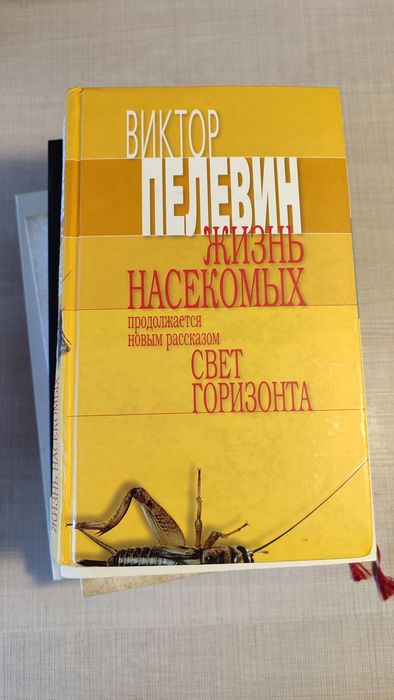 ВИКТОР
ПЕЛЕВИН
ЖИЗНЬ
НАСЕКОМЫХ
продолжается
новым рассказом
СВЕТ
ГОРИЗОНТА
ЖИЗНЬ НАСЕКОМЫХ